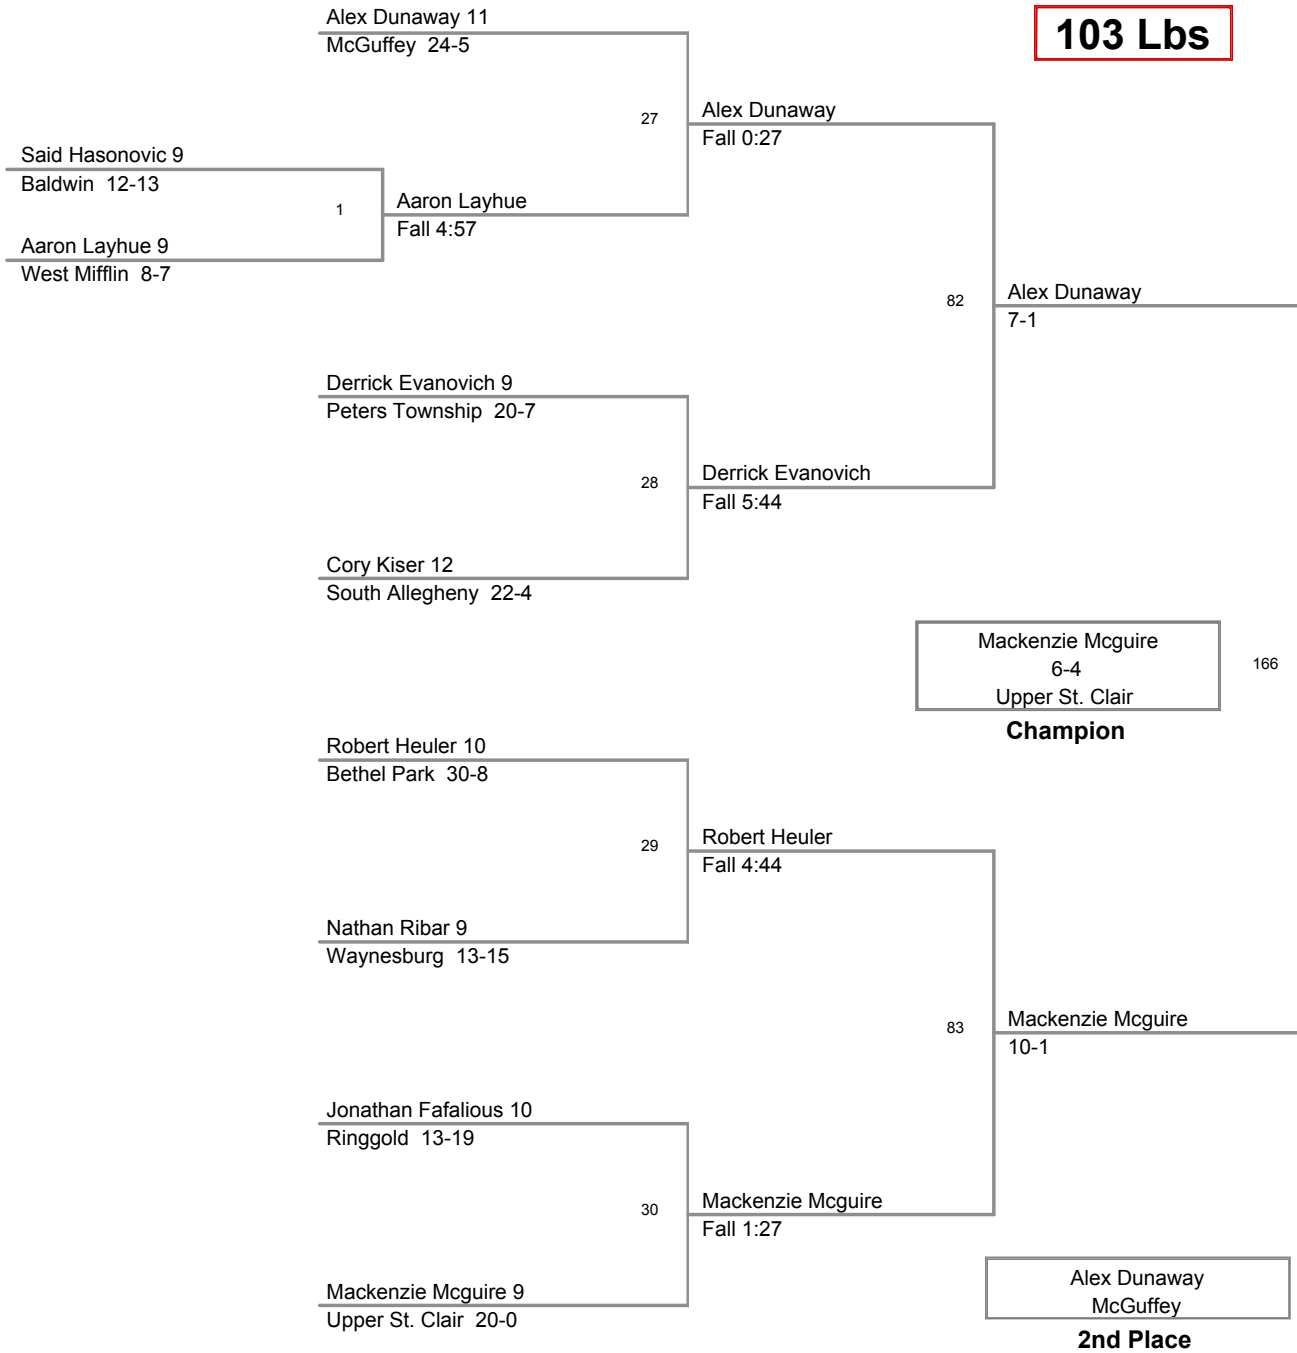 Alex Dunaway 11
McGuffey 24-5
103 Lbs
27
Alex Dunaway
Fall 0:27
Said Hasonovic 9
Baldwin 12-13
1
Aaron Layhue
Fall 4:57
Aaron Layhue 9
West Mifflin 8-7
82
Alex Dunaway
7-1
Derrick Evanovich 9
Peters Township 20-7
28
Derrick Evanovich
Fall 5:44
Cory Kiser 12
South Allegheny 22-4
Mackenzie Mcguire
6-4
Upper St. Clair
166
Champion
Robert Heuler 10
Bethel Park 30-8
29
Robert Heuler
Fall 4:44
Nathan Ribar 9
Waynesburg 13-15
83
Mackenzie Mcguire
10-1
Jonathan Fafalious 10
Ringgold 13-19
30
Mackenzie Mcguire
Fall 1:27
Mackenzie Mcguire 9
Upper St. Clair 20-0
Alex Dunaway
McGuffey
2nd Place